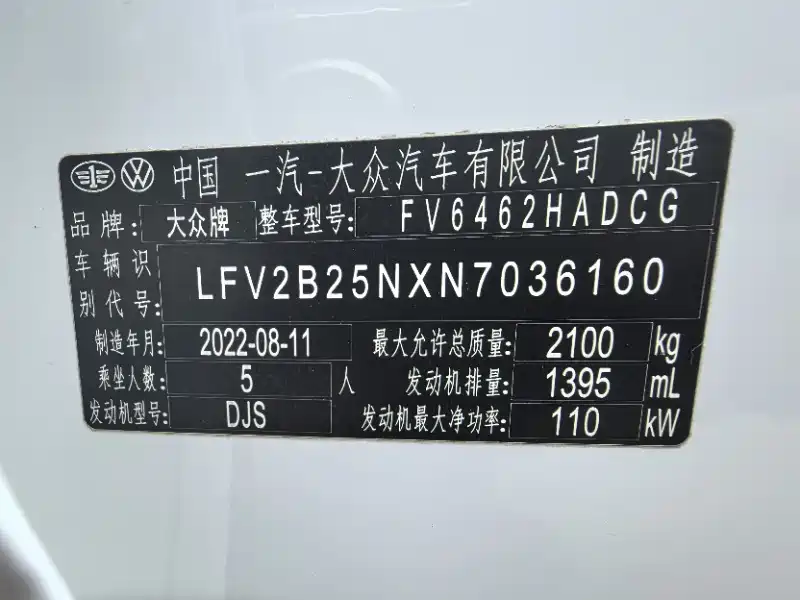 中国 一汽-大众汽车有限公司 制造
品牌: 大众牌 整车型号: FV6462HADCG
车辆识别代号: LFV2B25NXN7036160
制造年月: 2022-08-11 最大允许总质量: 2100 kg
乘坐人数: 5 人 发动机排量: 1395 mL
发动机型号: DJS 发动机最大净功率: 110 kW